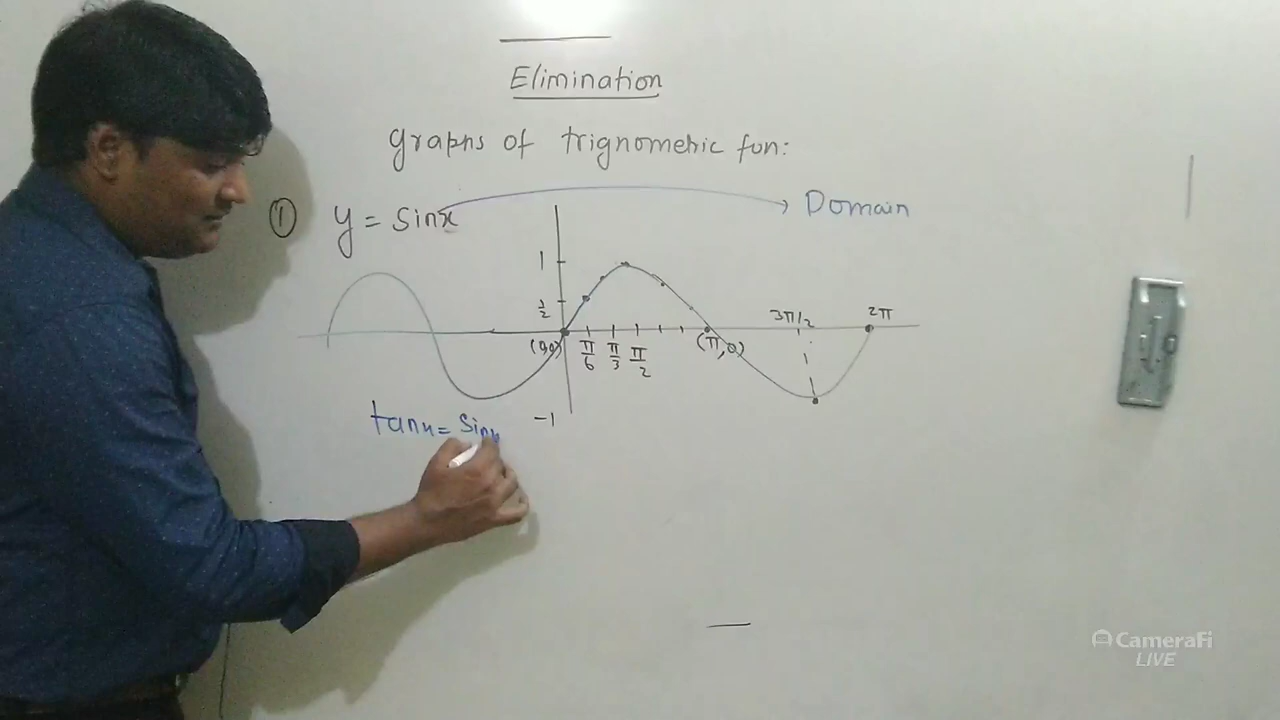 Elimination
graphs of trignometric fun:
① y = sinx → Domain
1
1/2
(0,0) π/6 π/3 π/2 (π,0) 3π/2 2π
-1
tanx = sinx
CameraFi
LIVE